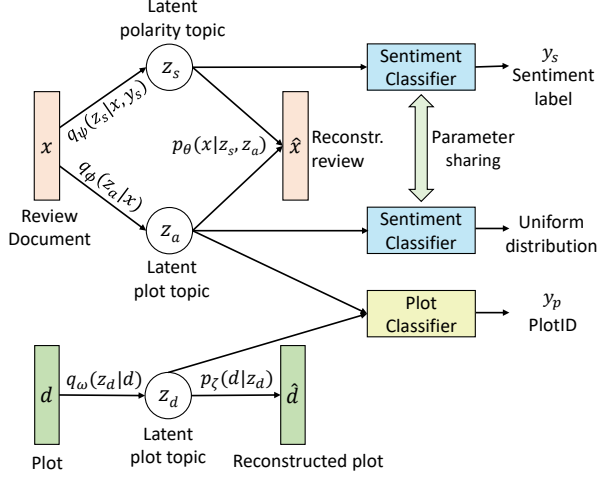 Latent
polarity topic
z_s
Sentiment
Classifier
y_s
Sentiment
label
q_ψ(z_s|x, y_s)
x
p_θ(x|z_s, z_a)
x̂
Reconstr.
review
Parameter
sharing
q_ϕ(z_a|x)
Review
Document
z_a
Latent
plot topic
Sentiment
Classifier
Uniform
distribution
Plot
Classifier
y_p
PlotID
d
q_ω(z_d|d)
z_d
p_ζ(d|z_d)
d̂
Latent
plot topic
Plot
Reconstructed plot